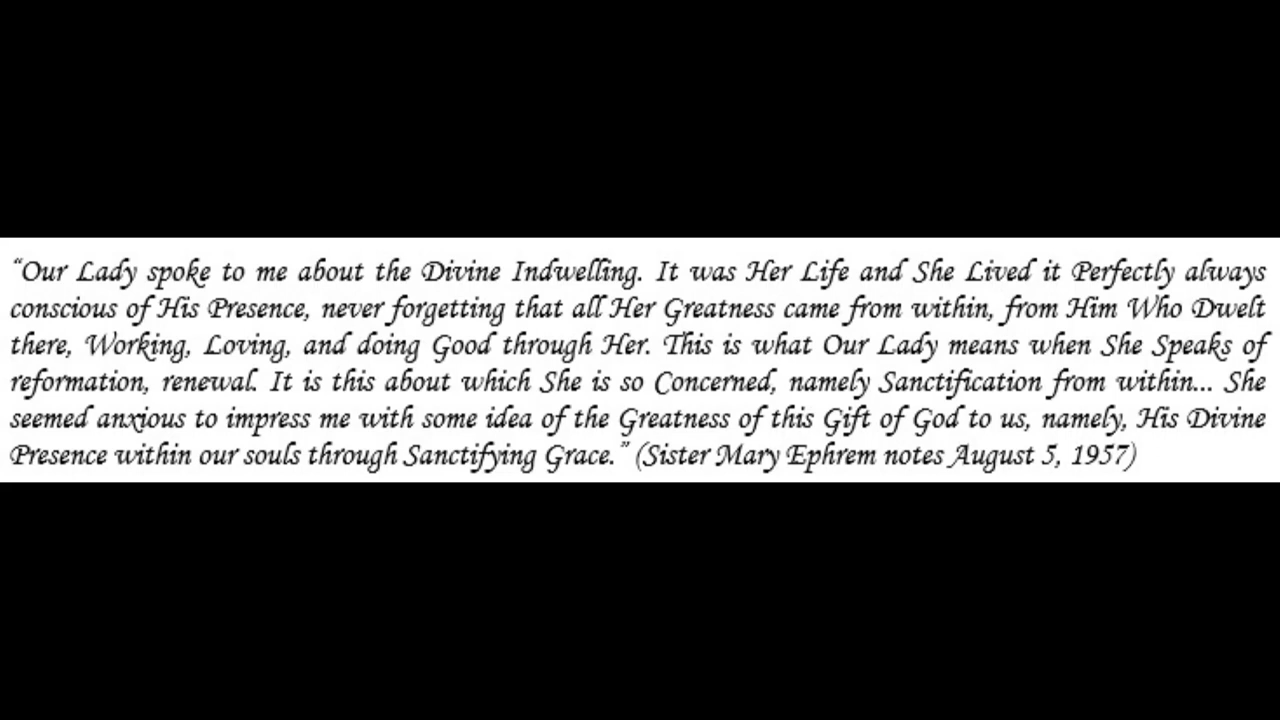 “Our Lady spoke to me about the Divine Indwelling. It was Her Life and She Lived it Perfectly always
conscious of His Presence, never forgetting that all Her Greatness came from within, from Him Who Dwelt
there, Working, Loving, and doing Good through Her. This is what Our Lady means when She Speaks of
reformation, renewal. It is this about which She is so Concerned, namely Sanctification from within... She
seemed anxious to impress me with some idea of the Greatness of this Gift of God to us, namely, His Divine
Presence within our souls through Sanctifying Grace.” (Sister Mary Ephrem notes August 5, 1957)